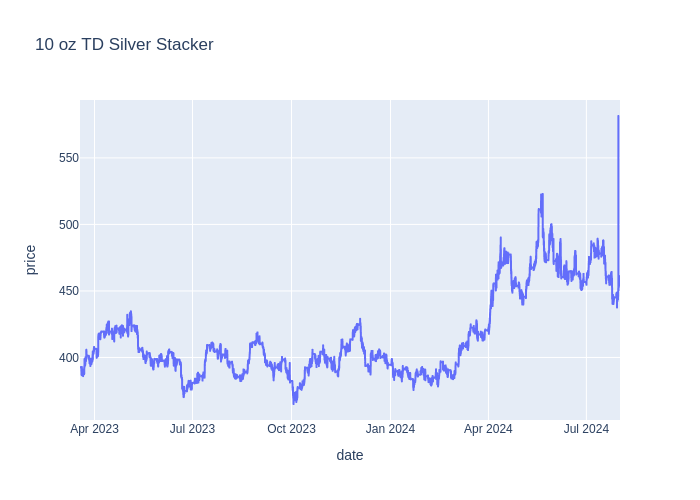 10 oz TD Silver Stacker
550
500
450
400
price
Apr 2023
Jul 2023
Oct 2023
Jan 2024
Apr 2024
Jul 2024
date